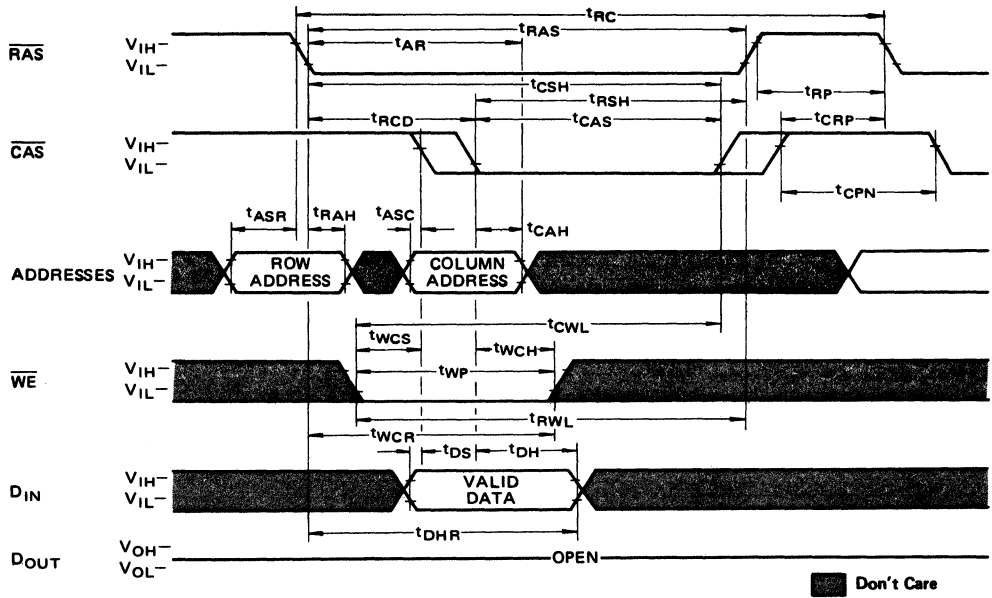 tRC
tRAS
tAR
RAS
VIH–
VIL–
tCSH
tRSH
tRP
tRCD
tCAS
tCRP
CAS
VIH–
VIL–
tCPN
tASR
tRAH
tASC
tCAH
ADDRESSES
VIH–
VIL–
ROW ADDRESS
COLUMN ADDRESS
tCWL
tWCS
tWCH
tWP
WE
VIH–
VIL–
tRWL
tWCR
tDS
tDH
DIN
VIH–
VIL–
VALID DATA
tDHR
DOUT
VOH–
VOL–
OPEN
Don't Care